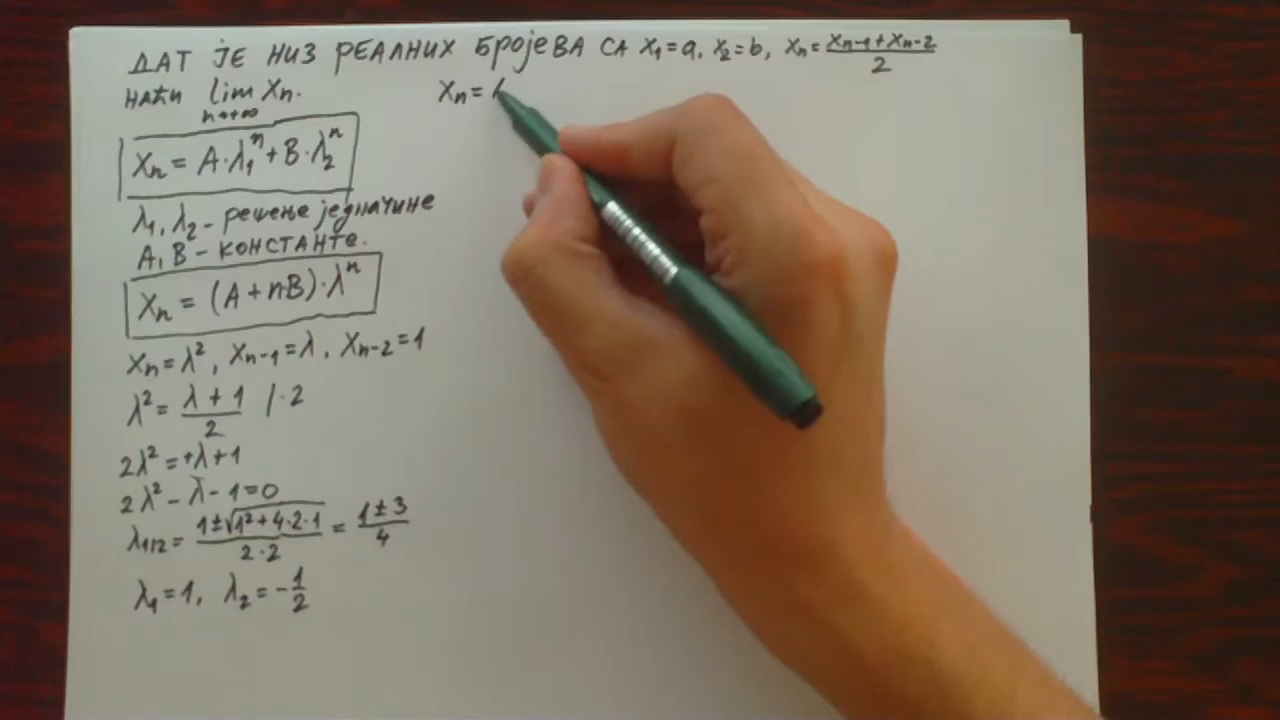 ДАТ ЈЕ НИЗ РЕАЛНИХ БРОЈЕВА СА x₁=a, x₂=b, xₙ=(xₙ₋₁+xₙ₋₂)/2
НАЋИ lim xₙ. n→+∞
xₙ = A·λ₁ⁿ+B·λ₂ⁿ
λ₁, λ₂ - решење једначине
A, B - КОНСТАНТЕ.
xₙ = (A+nB)·λⁿ
xₙ=λ², xₙ₋₁=λ, xₙ₋₂=1
λ²= (λ+1)/2 /·2
2λ²=+λ+1
2λ²-λ-1=0
λ₁/₂= (1±√(1²+4·2·1))/(2·2) = (1±3)/4
λ₁=1, λ₂=-1/2
xₙ=